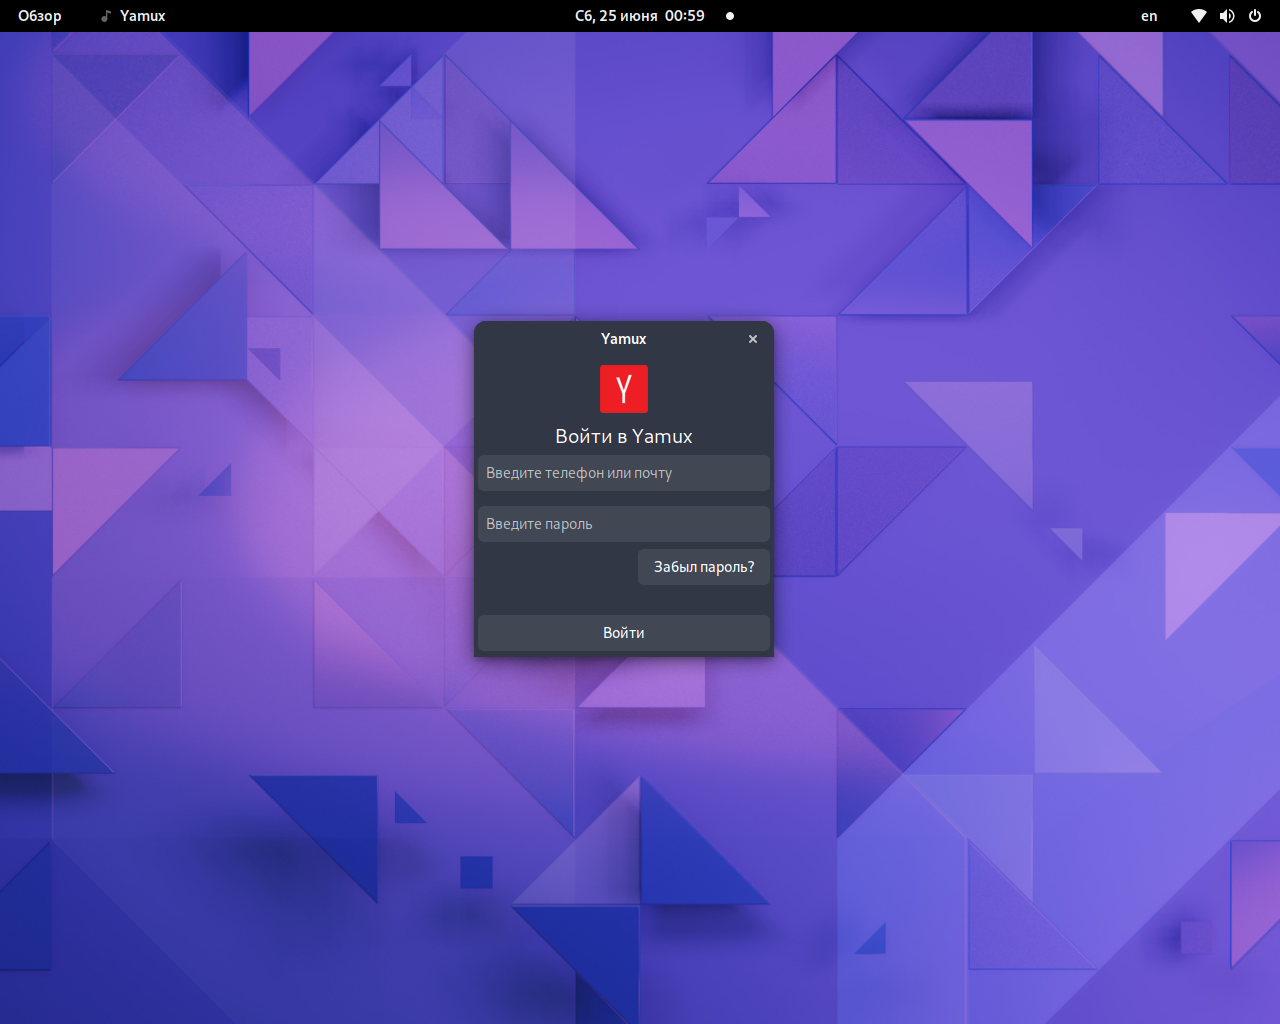 Обзор
Yamux
Сб, 25 июня 00:59
en
Yamux
Y
Войти в Yamux
Введите телефон или почту
Введите пароль
Забыл пароль?
Войти